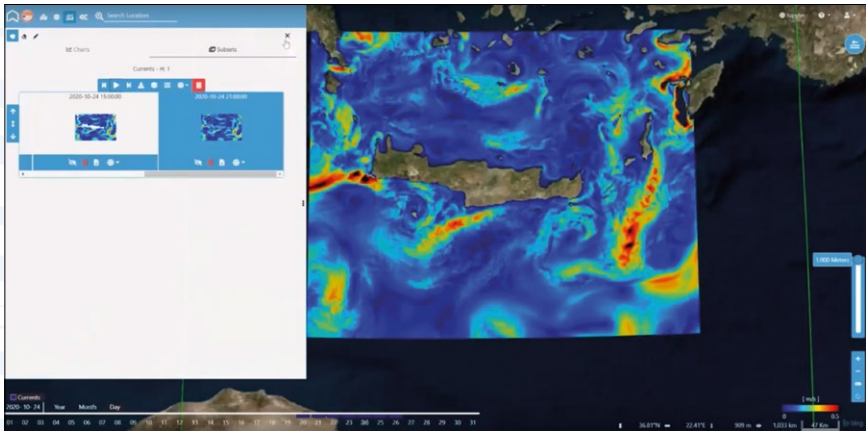 Search Location
Charts
Subsets
Currents - H: 1
2020-10-24 15:00:00
2020-10-24 21:00:00
1,000 Meters
Currents
2020- 10- 24 Year Month Day
01 02 03 04 05 06 07 08 09 10 11 12 13 14 15 16 17 18 19 20 21 22 23 24 25 26 27 28 29 30 31
[ m/s ]
0 0.5
36.07°N 22.41°E 909 m 1,033 km 47 Km